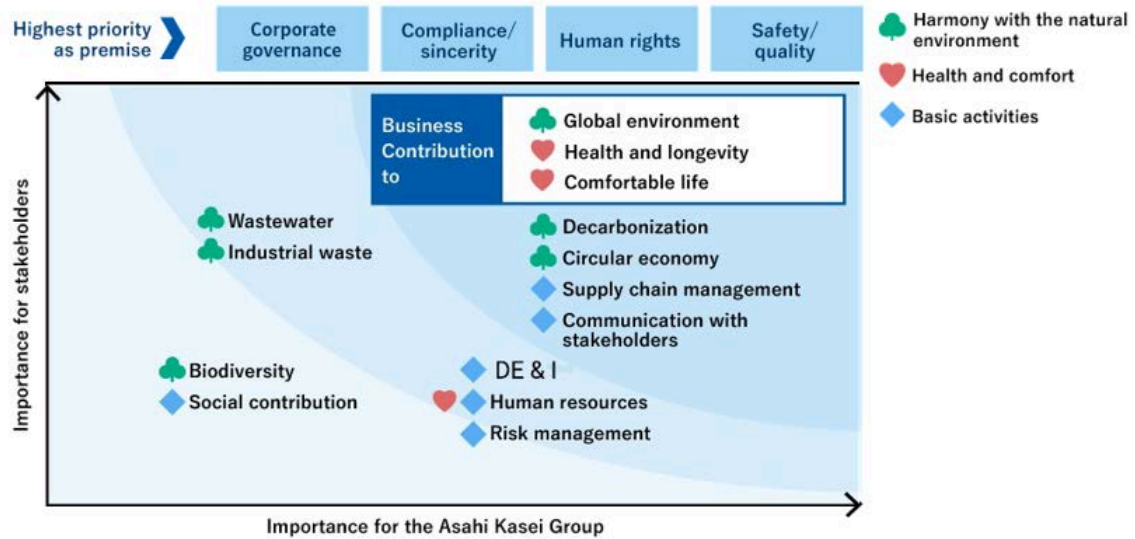 Highest priority
as premise
Corporate
governance
Compliance/
sincerity
Human rights
Safety/
quality
Harmony with the natural
environment
Health and comfort
Basic activities
Importance for stakeholders
Business
Contribution
to
Global environment
Health and longevity
Comfortable life
Wastewater
Industrial waste
Decarbonization
Circular economy
Supply chain management
Communication with
stakeholders
Biodiversity
Social contribution
DE & I
Human resources
Risk management
Importance for the Asahi Kasei Group